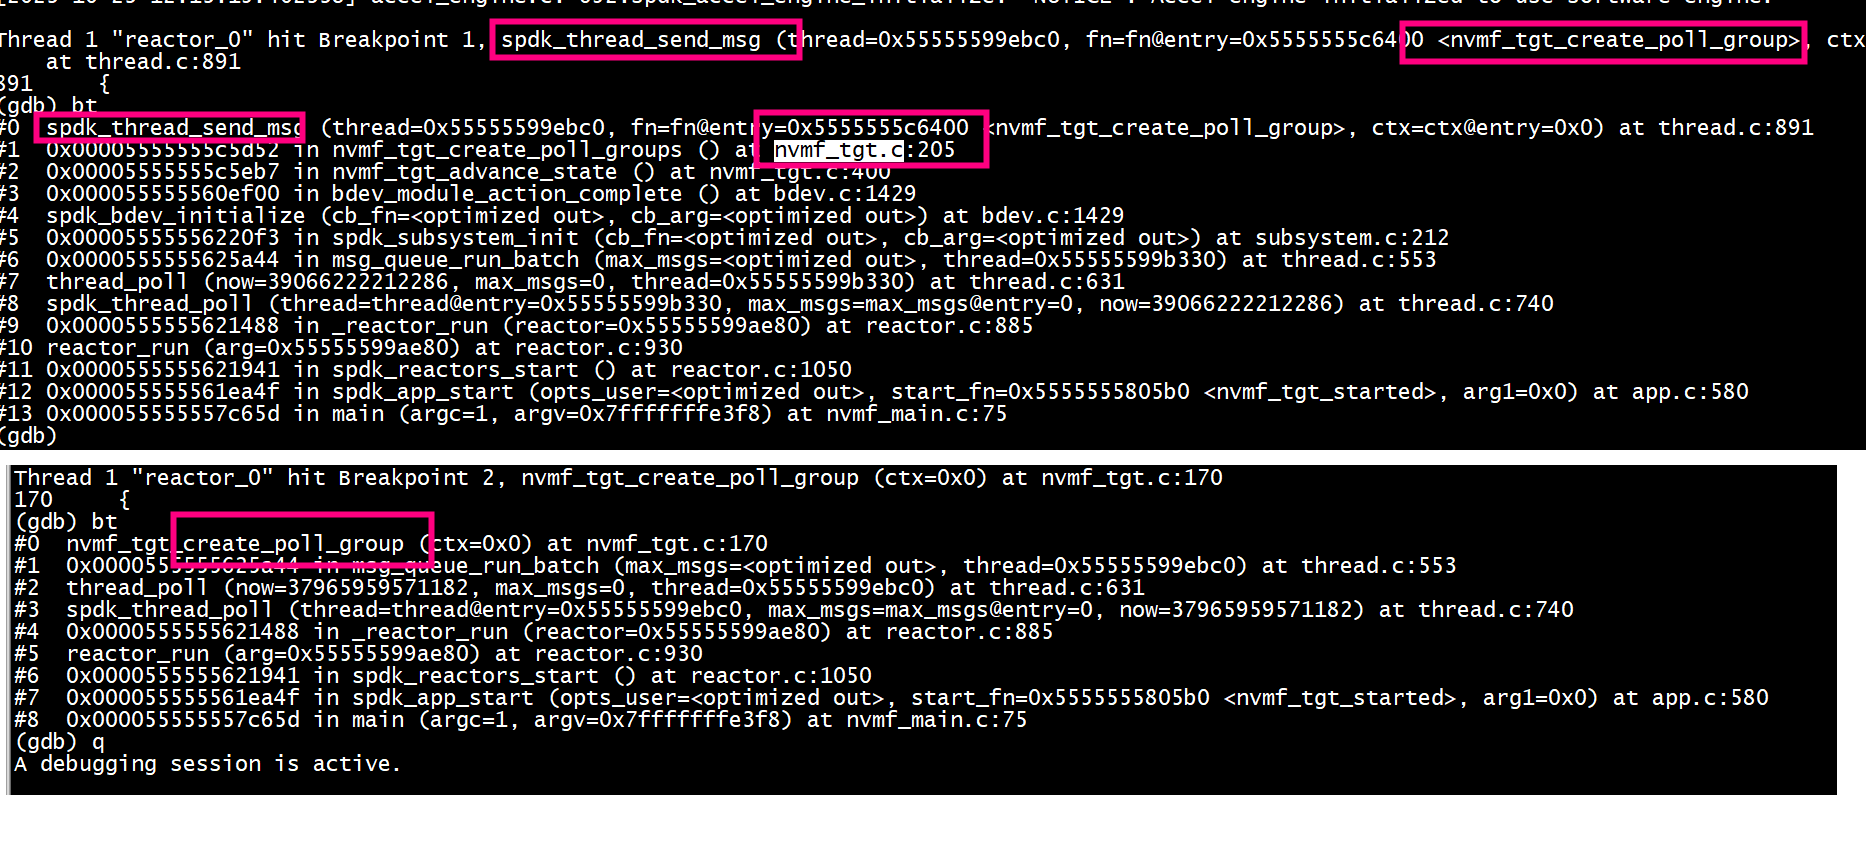 Thread 1 "reactor_0" hit Breakpoint 1, spdk_thread_send_msg (thread=0x55555599ebc0, fn=fn@entry=0x5555555c6400 <nvmf_tgt_create_poll_group>, ctx
at thread.c:891
891 {
(gdb) bt
#0 spdk_thread_send_msg (thread=0x55555599ebc0, fn=fn@entry=0x5555555c6400 <nvmf_tgt_create_poll_group>, ctx=ctx@entry=0x0) at thread.c:891
#1 0x00005555555c5d52 in nvmf_tgt_create_poll_groups () at nvmf_tgt.c:205
#2 0x00005555555c5eb7 in nvmf_tgt_advance_state () at nvmf_tgt.c:400
#3 0x000055555560ef00 in bdev_module_action_complete () at bdev.c:1429
#4 spdk_bdev_initialize (cb_fn=<optimized out>, cb_arg=<optimized out>) at bdev.c:1429
#5 0x00005555556220f3 in spdk_subsystem_init (cb_fn=<optimized out>, cb_arg=<optimized out>) at subsystem.c:212
#6 0x0000555555625a44 in msg_queue_run_batch (max_msgs=<optimized out>, thread=0x55555599b330) at thread.c:553
#7 thread_poll (now=39066222212286, max_msgs=0, thread=0x55555599b330) at thread.c:631
#8 spdk_thread_poll (thread=thread@entry=0x55555599b330, max_msgs=max_msgs@entry=0, now=39066222212286) at thread.c:740
#9 0x0000555555621488 in _reactor_run (reactor=0x55555599ae80) at reactor.c:885
#10 reactor_run (arg=0x55555599ae80) at reactor.c:930
#11 0x0000555555621941 in spdk_reactors_start () at reactor.c:1050
#12 0x000055555561ea4f in spdk_app_start (opts_user=<optimized out>, start_fn=0x5555555805b0 <nvmf_tgt_started>, arg1=0x0) at app.c:580
#13 0x000055555557c65d in main (argc=1, argv=0x7fffffffe3f8) at nvmf_main.c:75
(gdb)
Thread 1 "reactor_0" hit Breakpoint 2, nvmf_tgt_create_poll_group (ctx=0x0) at nvmf_tgt.c:170
170 {
(gdb) bt
#0 nvmf_tgt_create_poll_group (ctx=0x0) at nvmf_tgt.c:170
#1 0x0000555555625a44 in msg_queue_run_batch (max_msgs=<optimized out>, thread=0x55555599ebc0) at thread.c:553
#2 thread_poll (now=37965959571182, max_msgs=0, thread=0x55555599ebc0) at thread.c:631
#3 spdk_thread_poll (thread=thread@entry=0x55555599ebc0, max_msgs=max_msgs@entry=0, now=37965959571182) at thread.c:740
#4 0x0000555555621488 in _reactor_run (reactor=0x55555599ae80) at reactor.c:885
#5 reactor_run (arg=0x55555599ae80) at reactor.c:930
#6 0x0000555555621941 in spdk_reactors_start () at reactor.c:1050
#7 0x000055555561ea4f in spdk_app_start (opts_user=<optimized out>, start_fn=0x5555555805b0 <nvmf_tgt_started>, arg1=0x0) at app.c:580
#8 0x000055555557c65d in main (argc=1, argv=0x7fffffffe3f8) at nvmf_main.c:75
(gdb) q
A debugging session is active.